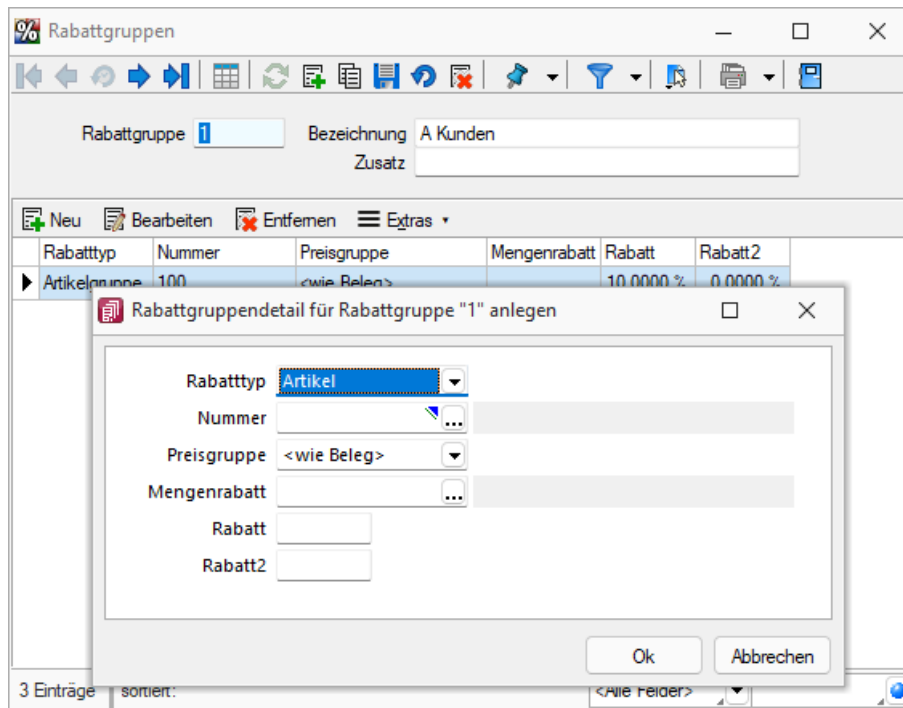 Rabattgruppen
Rabattgruppe 1 Bezeichnung A Kunden
Zusatz
Neu Bearbeiten Entfernen Extras
Rabatttyp Nummer Preisgruppe Mengenrabatt Rabatt Rabatt2
Artikelgruppe 100 <wie Beleg> 10.0000 % 0.0000 %
Rabattgruppendetail für Rabattgruppe "1" anlegen
Rabatttyp Artikel
Nummer ...
Preisgruppe <wie Beleg>
Mengenrabatt ...
Rabatt
Rabatt2
Ok Abbrechen
3 Einträge sortiert: <Alle Felder>